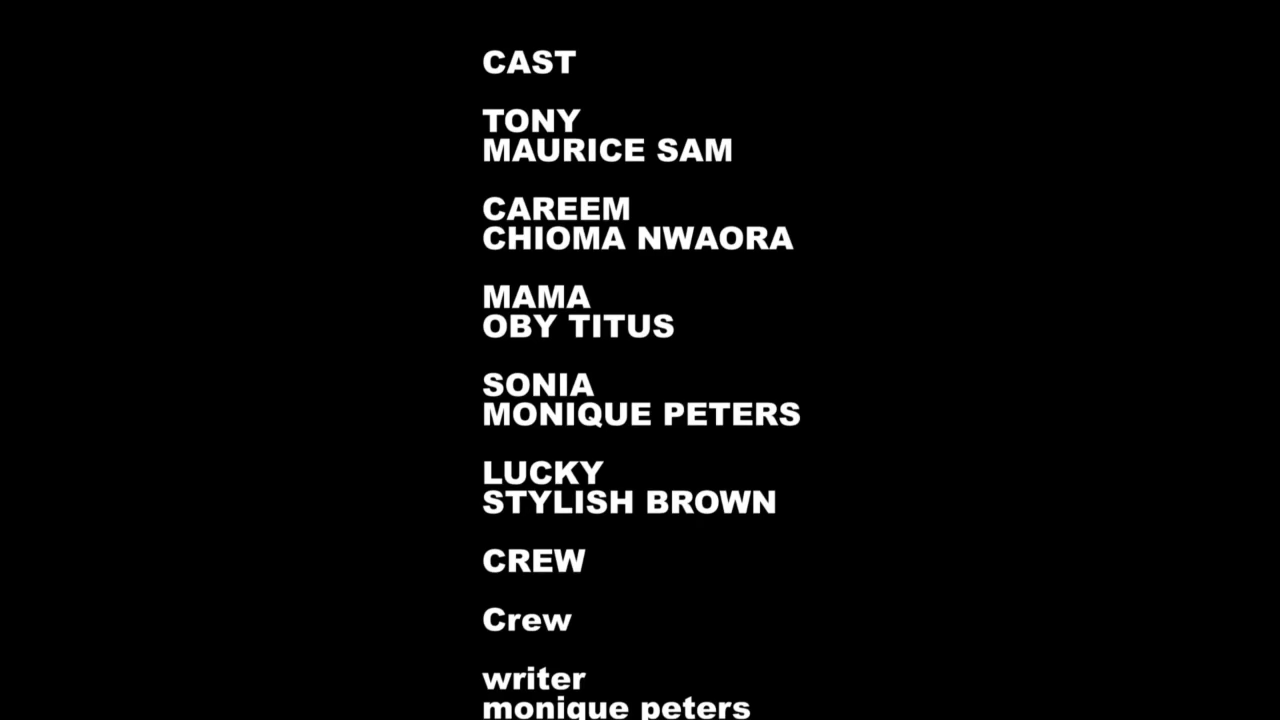 CAST
TONY
MAURICE SAM
CAREEM
CHIOMA NWAORA
MAMA
OBY TITUS
SONIA
MONIQUE PETERS
LUCKY
STYLISH BROWN
CREW
Crew
writer
monique peters